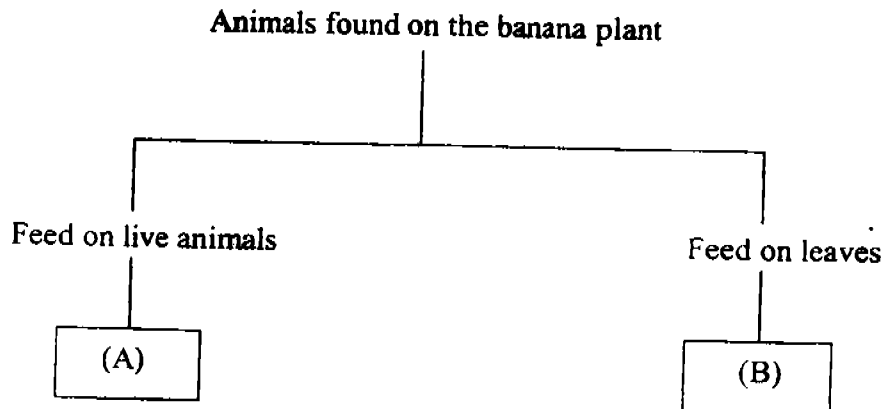 Animals found on the banana plant
Feed on live animals
Feed on leaves
(A)
(B)